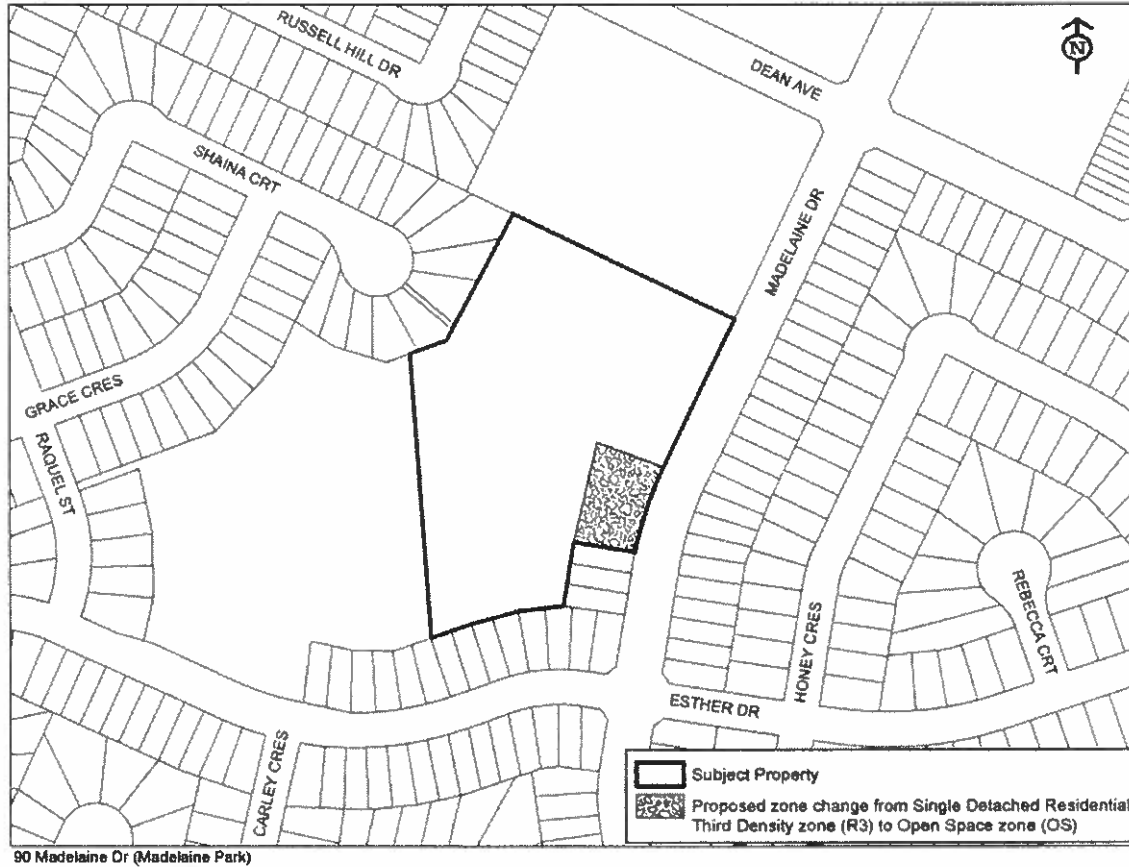 RUSSELL HILL DR
N
DEAN AVE
SHAINA CRT
MADELAINE DR
GRACE CRES
RAQUEL ST
REBECCA CRT
HONEY CRES
ESTHER DR
CARLEY CRES
Subject Property
Proposed zone change from Single Detached Residential
Third Density zone (R3) to Open Space zone (OS)
90 Madelaine Dr (Madelaine Park)